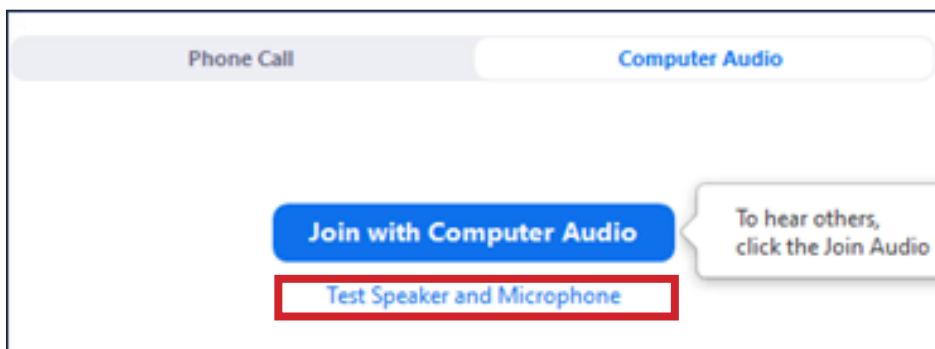 Phone Call
Computer Audio
Join with Computer Audio
To hear others,
click the Join Audio
Test Speaker and Microphone